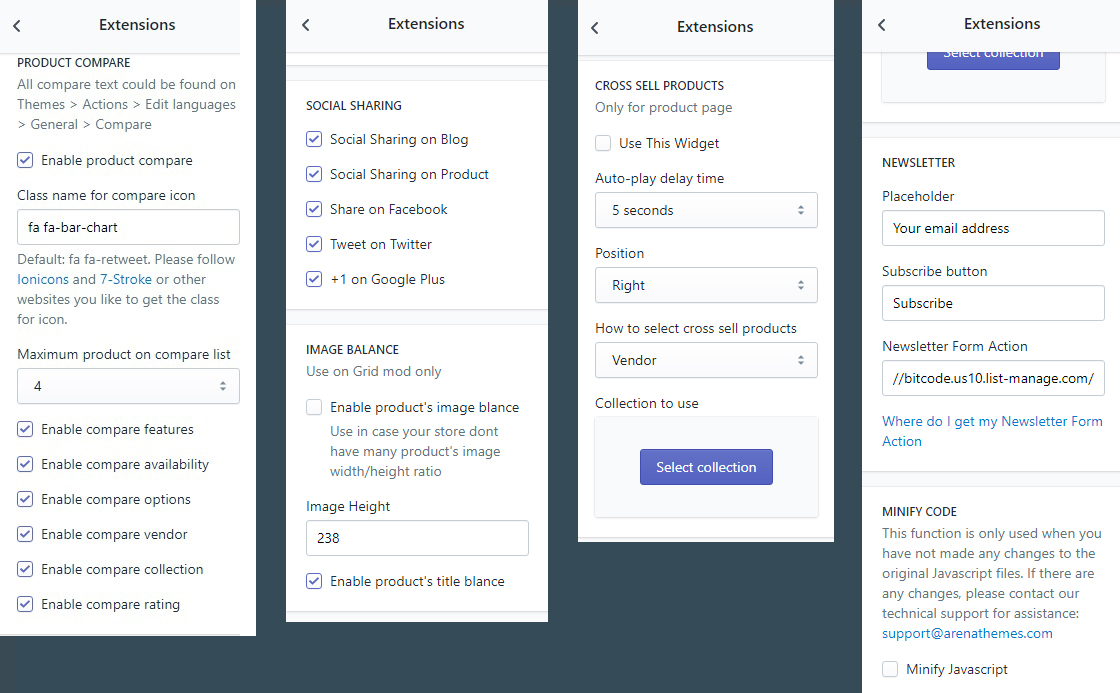 Extensions
PRODUCT COMPARE
All compare text could be found on
Themes > Actions > Edit languages
> General > Compare
Enable product compare
Class name for compare icon
fa fa-bar-chart
Default: fa fa-retweet. Please follow
Ionicons and 7-Stroke or other
websites you like to get the class
for icon.
Maximum product on compare list
4
Enable compare features
Enable compare availability
Enable compare options
Enable compare vendor
Enable compare collection
Enable compare rating
Extensions
SOCIAL SHARING
Social Sharing on Blog
Social Sharing on Product
Share on Facebook
Tweet on Twitter
+1 on Google Plus
IMAGE BALANCE
Use on Grid mod only
Enable product's image blance
Use in case your store dont
have many product's image
width/height ratio
Image Height
238
Enable product's title blance
Extensions
CROSS SELL PRODUCTS
Only for product page
Use This Widget
Auto-play delay time
5 seconds
Position
Right
How to select cross sell products
Vendor
Collection to use
Select collection
Extensions
Select collection
NEWSLETTER
Placeholder
Your email address
Subscribe button
Subscribe
Newsletter Form Action
//bitcode.us10.list-manage.com/
Where do I get my Newsletter Form
Action
MINIFY CODE
This function is only used when you
have not made any changes to the
original Javascript files. If there are
any changes, please contact our
technical support for assistance:
support@arenathemes.com
Minify Javascript